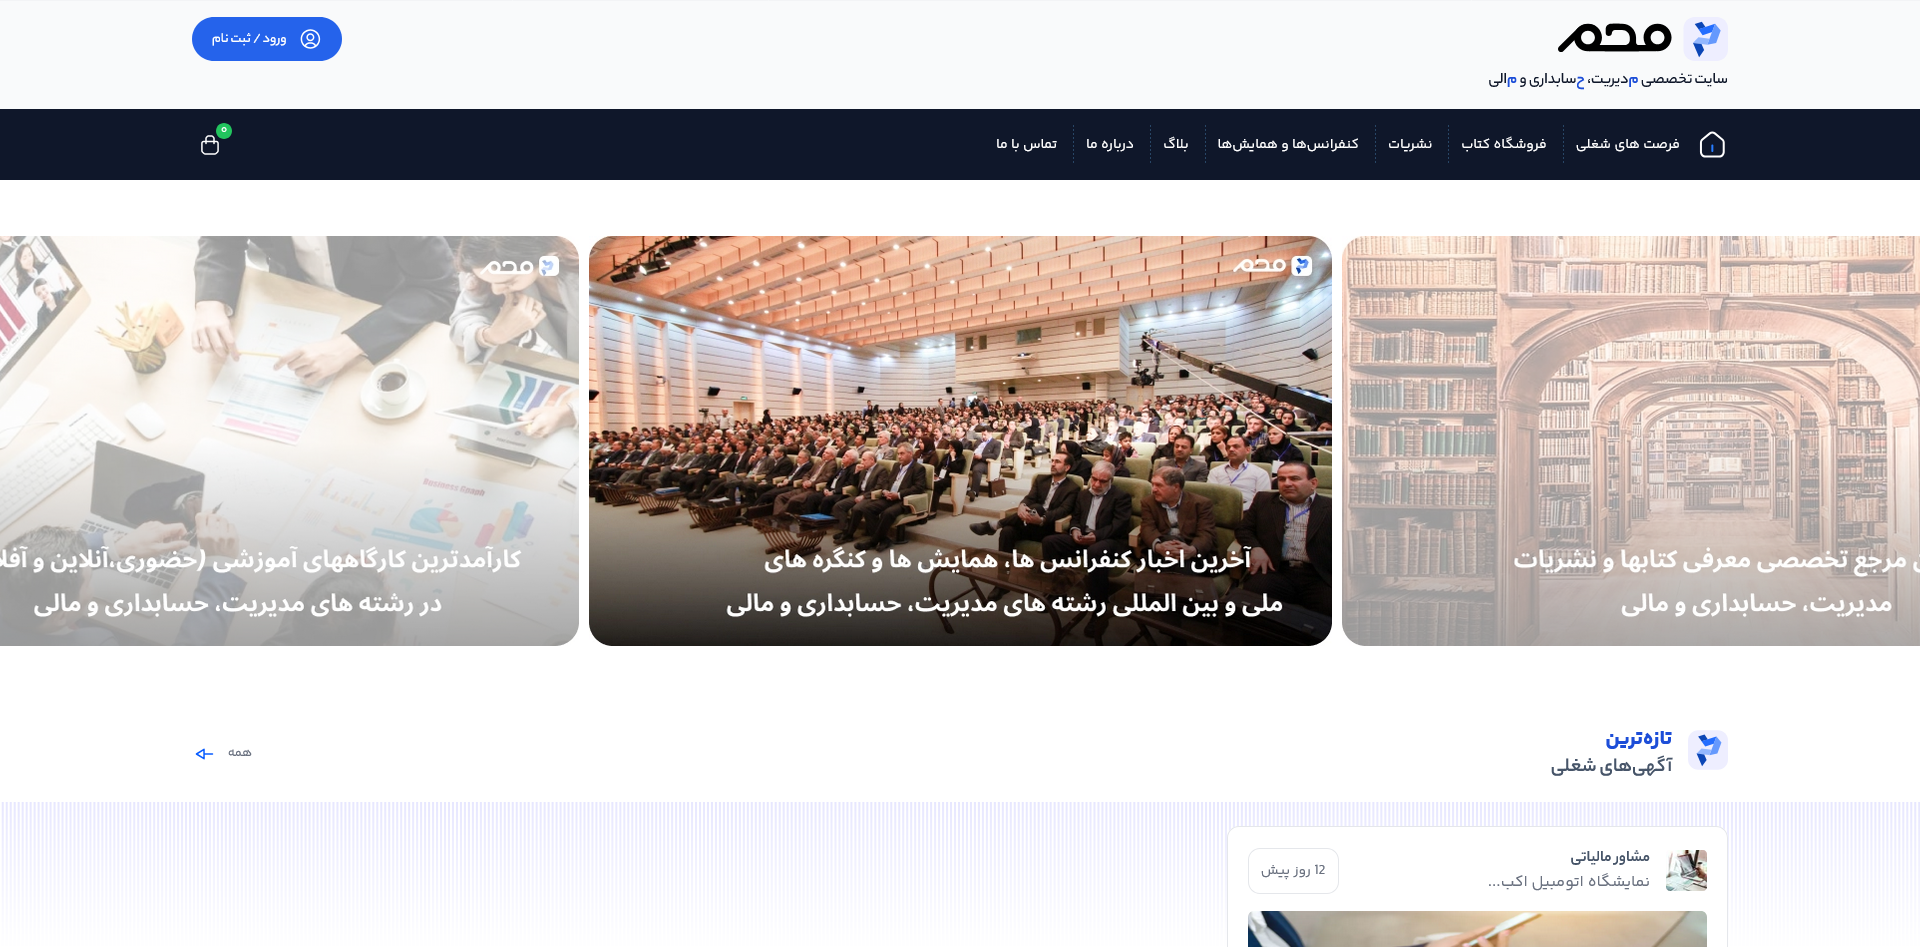 محم
سایت تخصصی مدیریت، حسابداری و مالی
ورود / ثبت نام
فرصت های شغلی
فروشگاه کتاب
نشریات
کنفرانس‌ها و همایش‌ها
بلاگ
درباره ما
تماس با ما
0
مرجع تخصصی معرفی کتابها و نشریات
مدیریت، حسابداری و مالی
محم
آخرین اخبار کنفرانس ها، همایش ها و کنگره های
ملی و بین المللی رشته های مدیریت، حسابداری و مالی
محم
Business Graph
کارآمدترین کارگاههای آموزشی (حضوری،آنلاین و
در رشته های مدیریت، حسابداری و مالی
تازه‌ترین
آگهی‌های شغلی
همه
مشاور مالیاتی
نمایشگاه اتومبیل اکب...
12 روز پیش